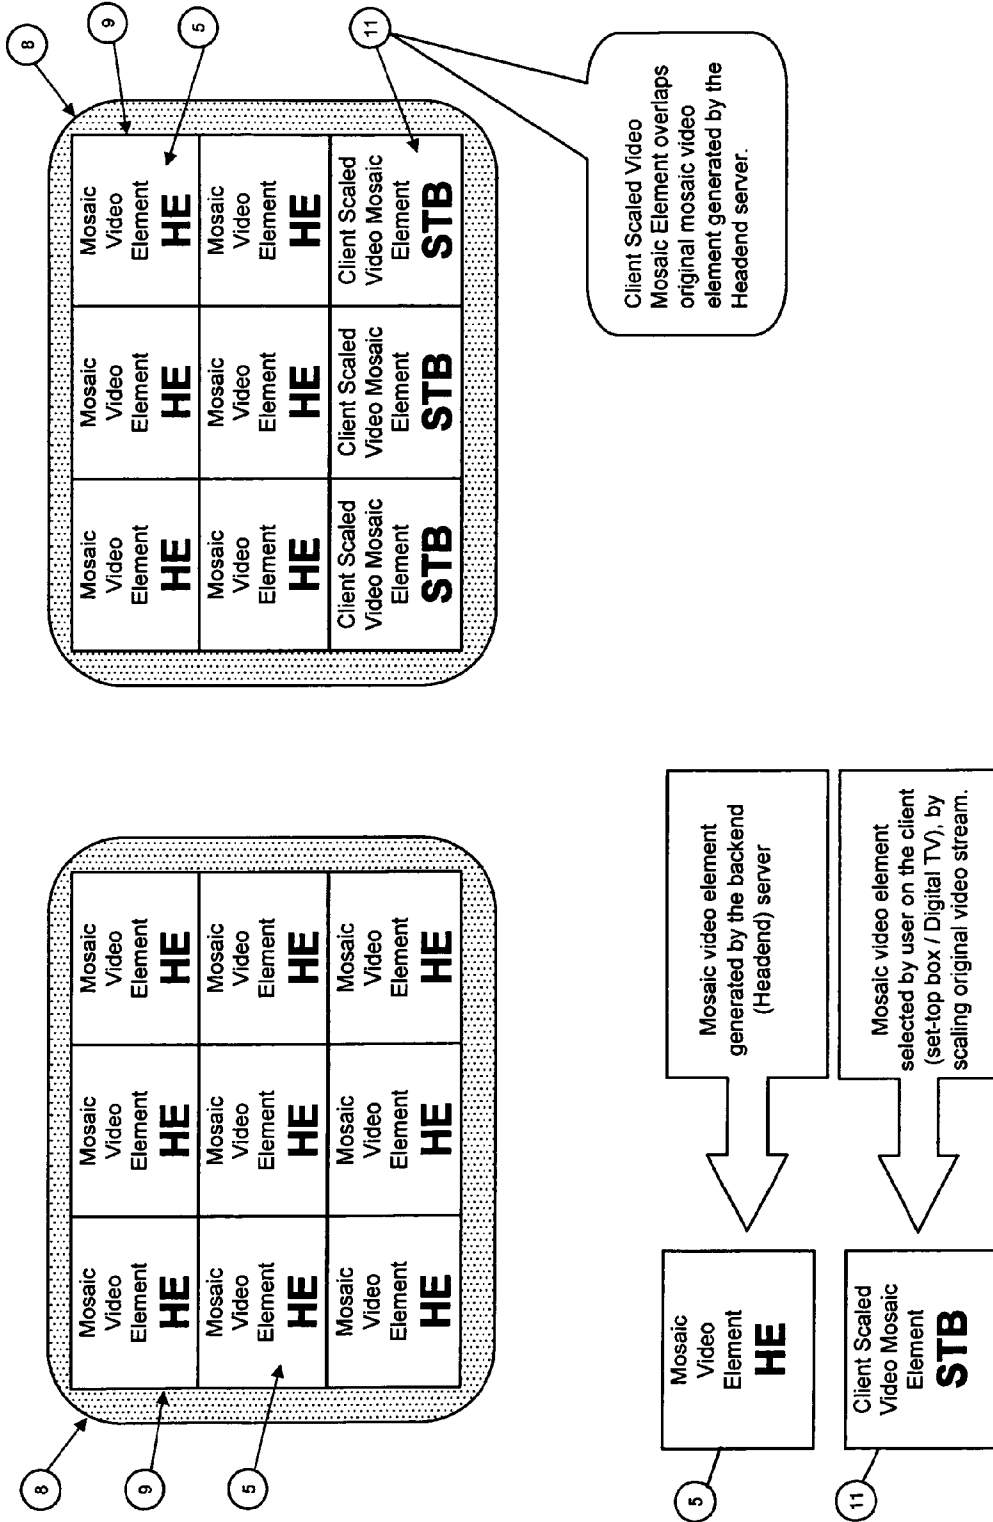 8
9
5
Mosaic
Video
Element
HE
Mosaic
Video
Element
HE
Mosaic
Video
Element
HE
Mosaic
Video
Element
HE
Mosaic
Video
Element
HE
Mosaic
Video
Element
HE
Mosaic
Video
Element
HE
Mosaic
Video
Element
HE
Mosaic
Video
Element
HE
8
9
5
11
Mosaic
Video
Element
HE
Mosaic
Video
Element
HE
Mosaic
Video
Element
HE
Mosaic
Video
Element
HE
Mosaic
Video
Element
HE
Mosaic
Video
Element
HE
Client Scaled
Video Mosaic
Element
STB
Client Scaled
Video Mosaic
Element
STB
Client Scaled
Video Mosaic
Element
STB
Client Scaled Video
Mosaic Element overlaps
original mosaic video
element generated by the
Headend server.
5
Mosaic
Video
Element
HE
Mosaic video element
generated by the backend
(Headend) server
11
Client Scaled
Video Mosaic
Element
STB
Mosaic video element
selected by user on the client
(set-top box / Digital TV), by
scaling original video stream.